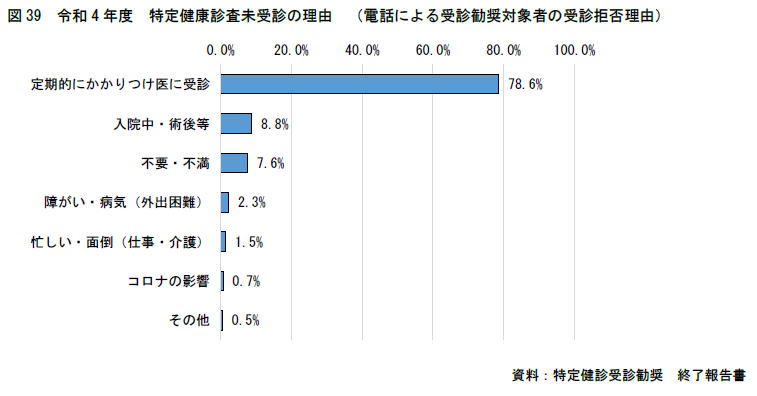 図39　令和4年度　特定健康診査未受診の理由　（電話による受診勧奨対象者の受診拒否理由）
0.0%　20.0%　40.0%　60.0%　80.0%　100.0%
定期的にかかりつけ医に受診　78.6%
入院中・術後等　8.8%
不要・不満　7.6%
障がい・病気（外出困難）　2.3%
忙しい・面倒（仕事・介護）　1.5%
コロナの影響　0.7%
その他　0.5%
資料：特定健診受診勧奨　終了報告書